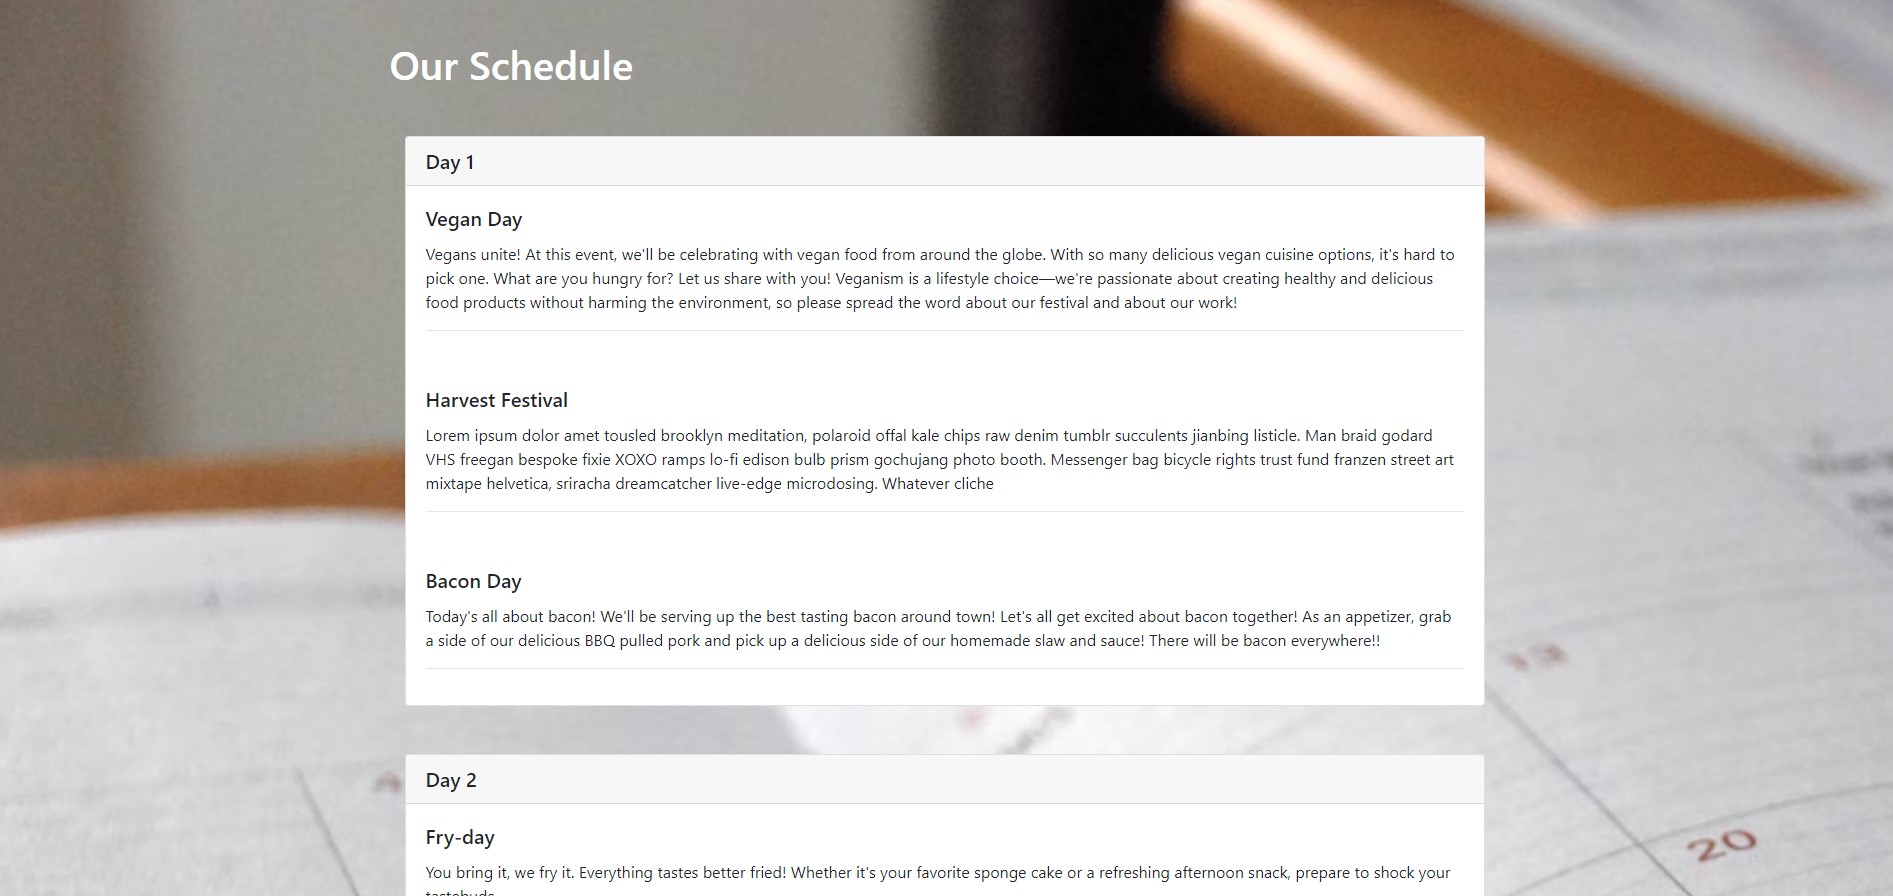 Our Schedule
Day 1
Vegan Day
Vegans unite! At this event, we'll be celebrating with vegan food from around the globe. With so many delicious vegan cuisine options, it's hard to
pick one. What are you hungry for? Let us share with you! Veganism is a lifestyle choice—we're passionate about creating healthy and delicious
food products without harming the environment, so please spread the word about our festival and about our work!
Harvest Festival
Lorem ipsum dolor amet tousled brooklyn meditation, polaroid offal kale chips raw denim tumblr succulents jianbing listicle. Man braid godard
VHS freegan bespoke fixie XOXO ramps lo-fi edison bulb prism gochujang photo booth. Messenger bag bicycle rights trust fund franzen street art
mixtape helvetica, sriracha dreamcatcher live-edge microdosing. Whatever cliche
Bacon Day
Today's all about bacon! We'll be serving up the best tasting bacon around town! Let's all get excited about bacon together! As an appetizer, grab
a side of our delicious BBQ pulled pork and pick up a delicious side of our homemade slaw and sauce! There will be bacon everywhere!!
19
Day 2
Fry-day
20
You bring it, we fry it. Everything tastes better fried! Whether it's your favorite sponge cake or a refreshing afternoon snack, prepare to shock your